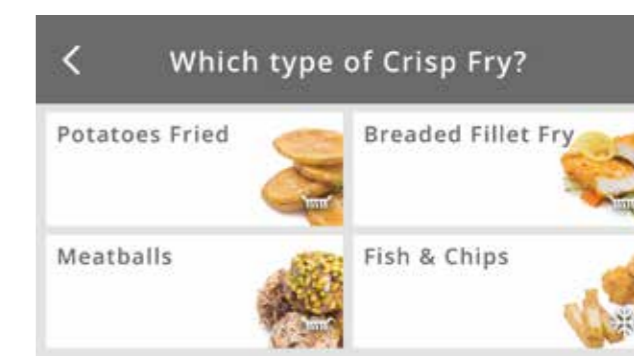 Which type of Crisp Fry?
Potatoes Fried
Breaded Fillet Fry
Meatballs
Fish & Chips